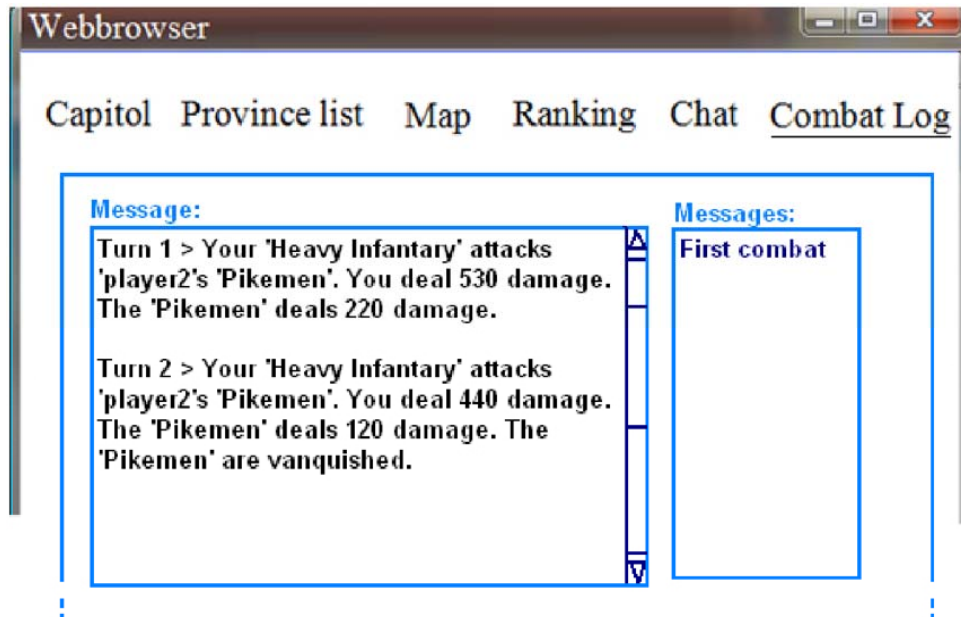 Webbrowser
Capitol Province list Map Ranking Chat Combat Log
Message:
Turn 1 > Your 'Heavy Infantary' attacks
'player2's 'Pikemen'. You deal 530 damage.
The 'Pikemen' deals 220 damage.
Turn 2 > Your 'Heavy Infantary' attacks
'player2's 'Pikemen'. You deal 440 damage.
The 'Pikemen' deals 120 damage. The
'Pikemen' are vanquished.
Messages:
First combat